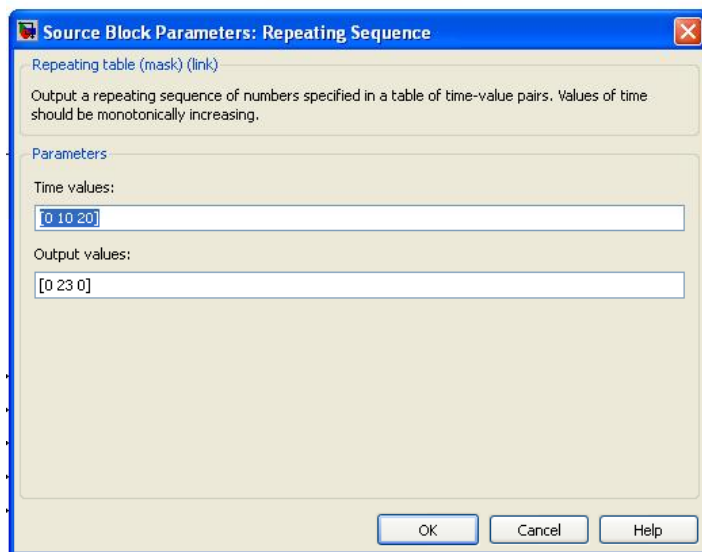 Source Block Parameters: Repeating Sequence
Repeating table (mask) (link)
Output a repeating sequence of numbers specified in a table of time-value pairs. Values of time
should be monotonically increasing.
Parameters
Time values:
[0 10 20]
Output values:
[0 23 0]
OK Cancel Help